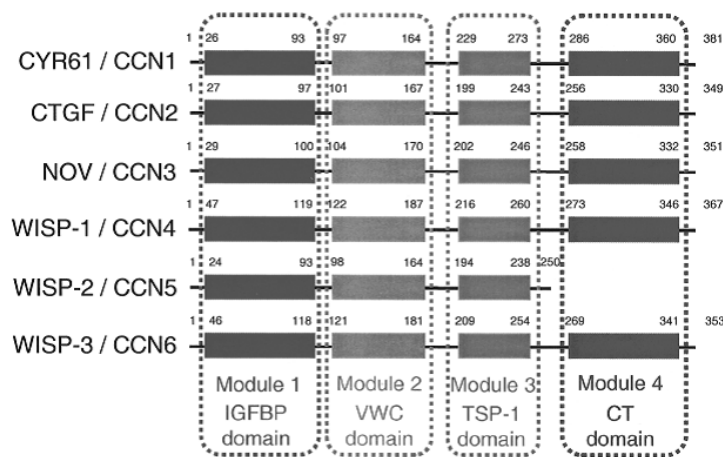 1 26 93 97 164 229 273 286 360 381
CYR61 / CCN1
1 27 97 101 167 199 243 256 330 349
CTGF / CCN2
1 29 100 104 170 202 246 258 332 351
NOV / CCN3
1 47 119 122 187 216 260 273 346 367
WISP-1 / CCN4
1 24 93 98 164 194 238 250
WISP-2 / CCN5
1 46 118 121 181 209 254 269 341 353
WISP-3 / CCN6
Module 1 Module 2 Module 3 Module 4
IGFBP VWC TSP-1 CT
domain domain domain domain